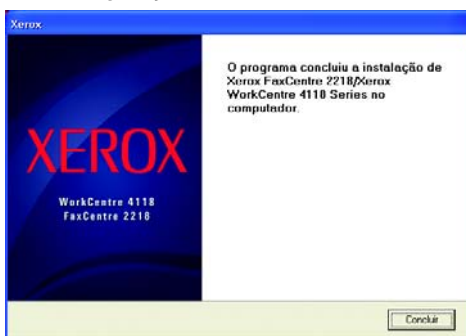 Xerox
O programa concluiu a instalação de
Xerox FaxCentre 2218/Xerox
WorkCentre 4118 Series no
computador.
XEROX
WorkCentre 4118
FaxCentre 2218
Concluir